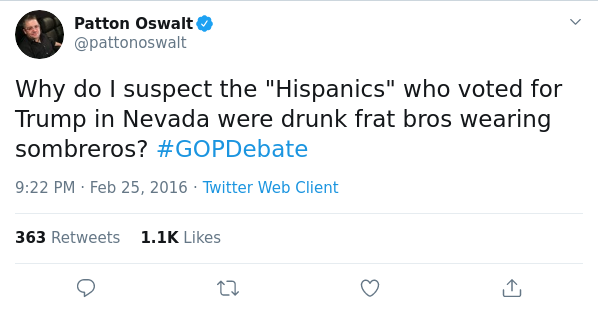 Patton Oswalt
@pattonoswalt
Why do I suspect the "Hispanics" who voted for
Trump in Nevada were drunk frat bros wearing
sombreros? #GOPDebate
9:22 PM · Feb 25, 2016 · Twitter Web Client
363 Retweets 1.1K Likes